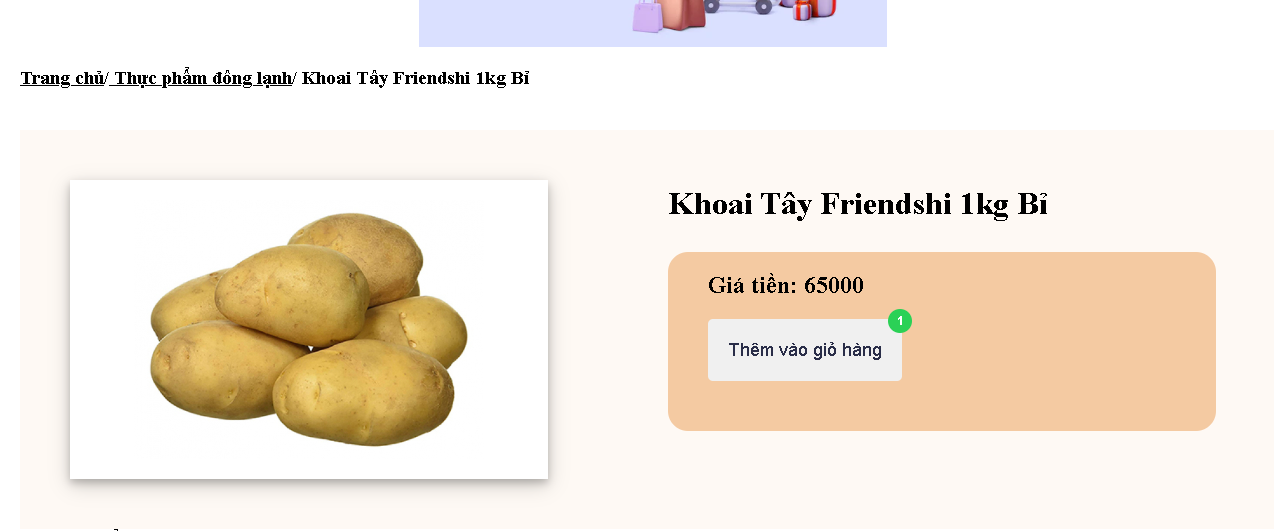 Trang chủ/ Thực phẩm đông lạnh/ Khoai Tây Friendshi 1kg Bỉ
Khoai Tây Friendshi 1kg Bỉ
Giá tiền: 65000
1
Thêm vào giỏ hàng